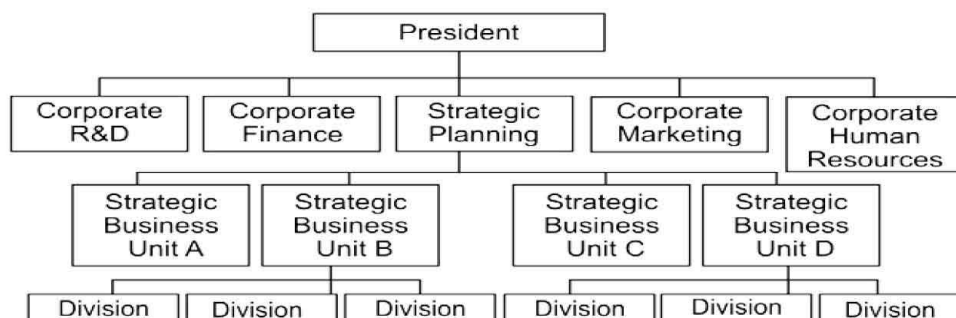 President
Corporate
R&D
Corporate
Finance
Strategic
Planning
Corporate
Marketing
Corporate
Human
Resources
Strategic
Business
Unit A
Strategic
Business
Unit B
Strategic
Business
Unit C
Strategic
Business
Unit D
Division
Division
Division
Division
Division
Division